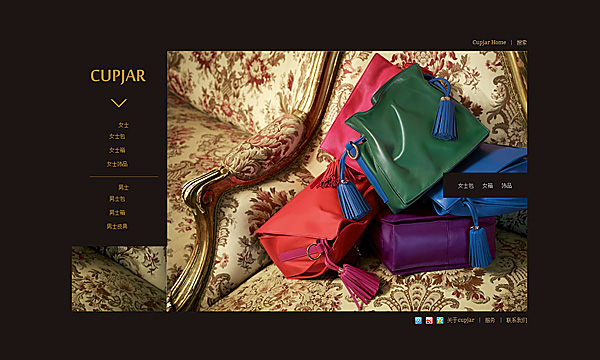 Cupjar Home | 搜索
CUPJAR
女士
女士包
女士箱
女士饰品
男士
男士包
男士箱
男士皮具
女士包 女箱 饰品
关于cupjar | 服务 | 联系我们